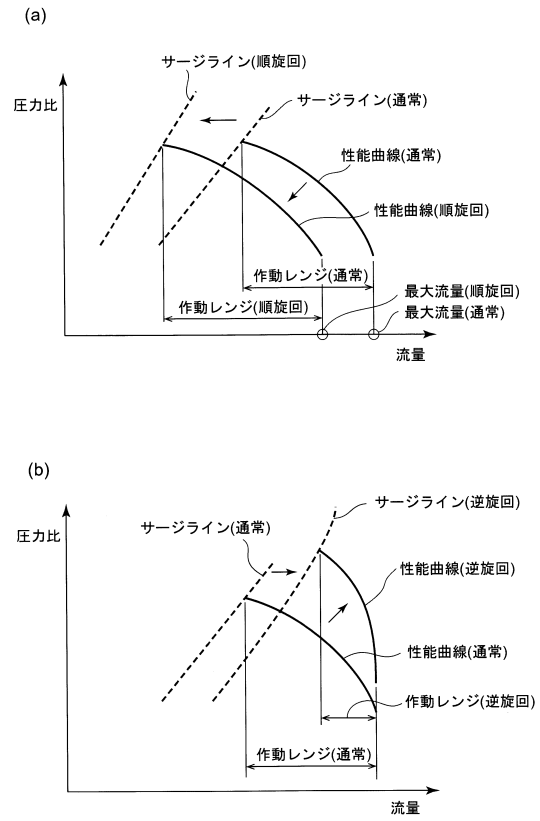 (a)
サージライン(順旋回)
圧力比
サージライン(通常)
性能曲線(通常)
性能曲線(順旋回)
作動レンジ(通常)
最大流量(順旋回)
作動レンジ(順旋回)
最大流量(通常)
流量
(b)
サージライン(逆旋回)
圧力比
サージライン(通常)
性能曲線(逆旋回)
性能曲線(通常)
作動レンジ(逆旋回)
作動レンジ(通常)
流量